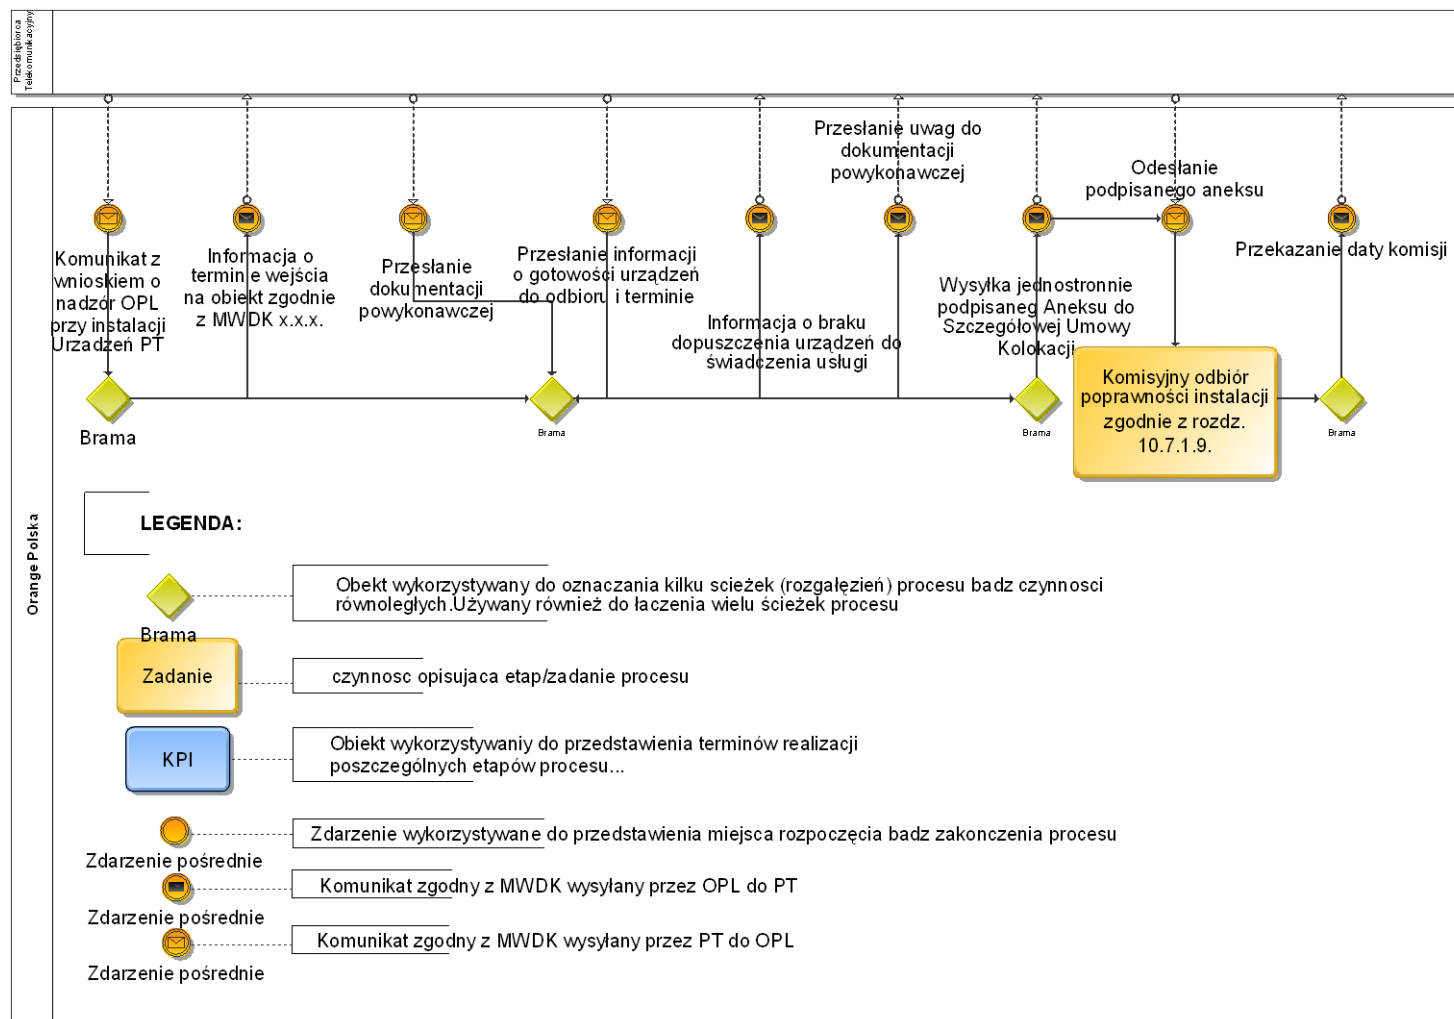 Przedsiębiorca
Telekomunikacyjny
Orange Polska
Komunikat z
wnioskiem o
nadzór OPL
przy instalacji
Urzadzeń PT
Informacja o
terminie wejścia
na obiekt zgodnie
z MWDK x.x.x.
Przesłanie
dokumentacji
powykonawczej
Przesłanie informacji
o gotowości urządzeń
do odbioru i terminie
Informacja o braku
dopuszczenia urządzeń do
świadczenia usługi
Przesłanie uwag do
dokumentacji
powykonawczej
Wysyłka jednostronnie
podpisaneg Aneksu do
Szczegółowej Umowy
Kolokacji
Odesłanie
podpisanego aneksu
Przekazanie daty komisji
Komisyjny odbiór
poprawności instalacji
zgodnie z rozdz.
10.7.1.9.
Brama
Brama
Brama
Brama
LEGENDA:
Brama
Obekt wykorzystywany do oznaczania kilku scieżek (rozgałęzień) procesu badz czynnosci
równoległych.Używany również do łaczenia wielu ścieżek procesu
Zadanie
czynnosc opisujaca etap/zadanie procesu
KPI
Obiekt wykorzystywaniy do przedstawienia terminów realizacji
poszczególnych etapów procesu...
Zdarzenie pośrednie
Zdarzenie wykorzystywane do przedstawienia miejsca rozpoczęcia badz zakonczenia procesu
Zdarzenie pośrednie
Komunikat zgodny z MWDK wysyłany przez OPL do PT
Zdarzenie pośrednie
Komunikat zgodny z MWDK wysyłany przez PT do OPL